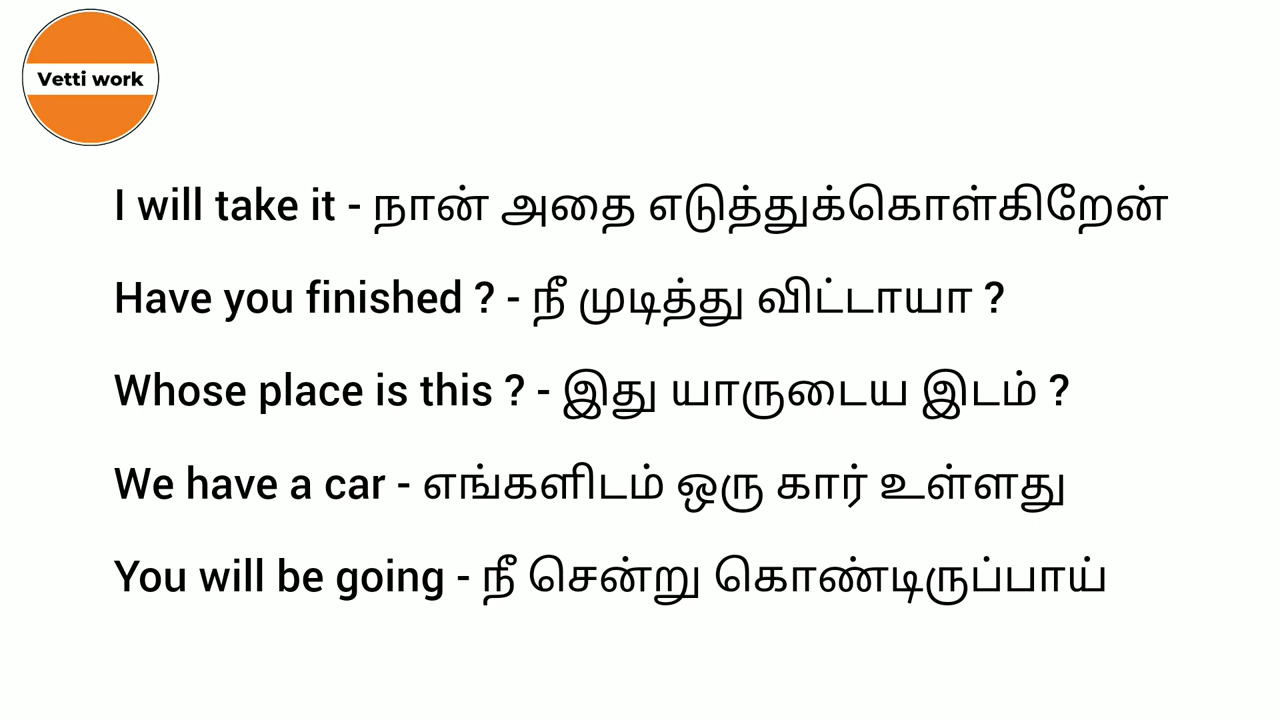 Vetti work
I will take it - நான் அதை எடுத்துக்கொள்கிறேன்
Have you finished ? - நீ முடித்து விட்டாயா ?
Whose place is this ? - இது யாருடைய இடம் ?
We have a car - எங்களிடம் ஒரு கார் உள்ளது
You will be going - நீ சென்று கொண்டிருப்பாய்